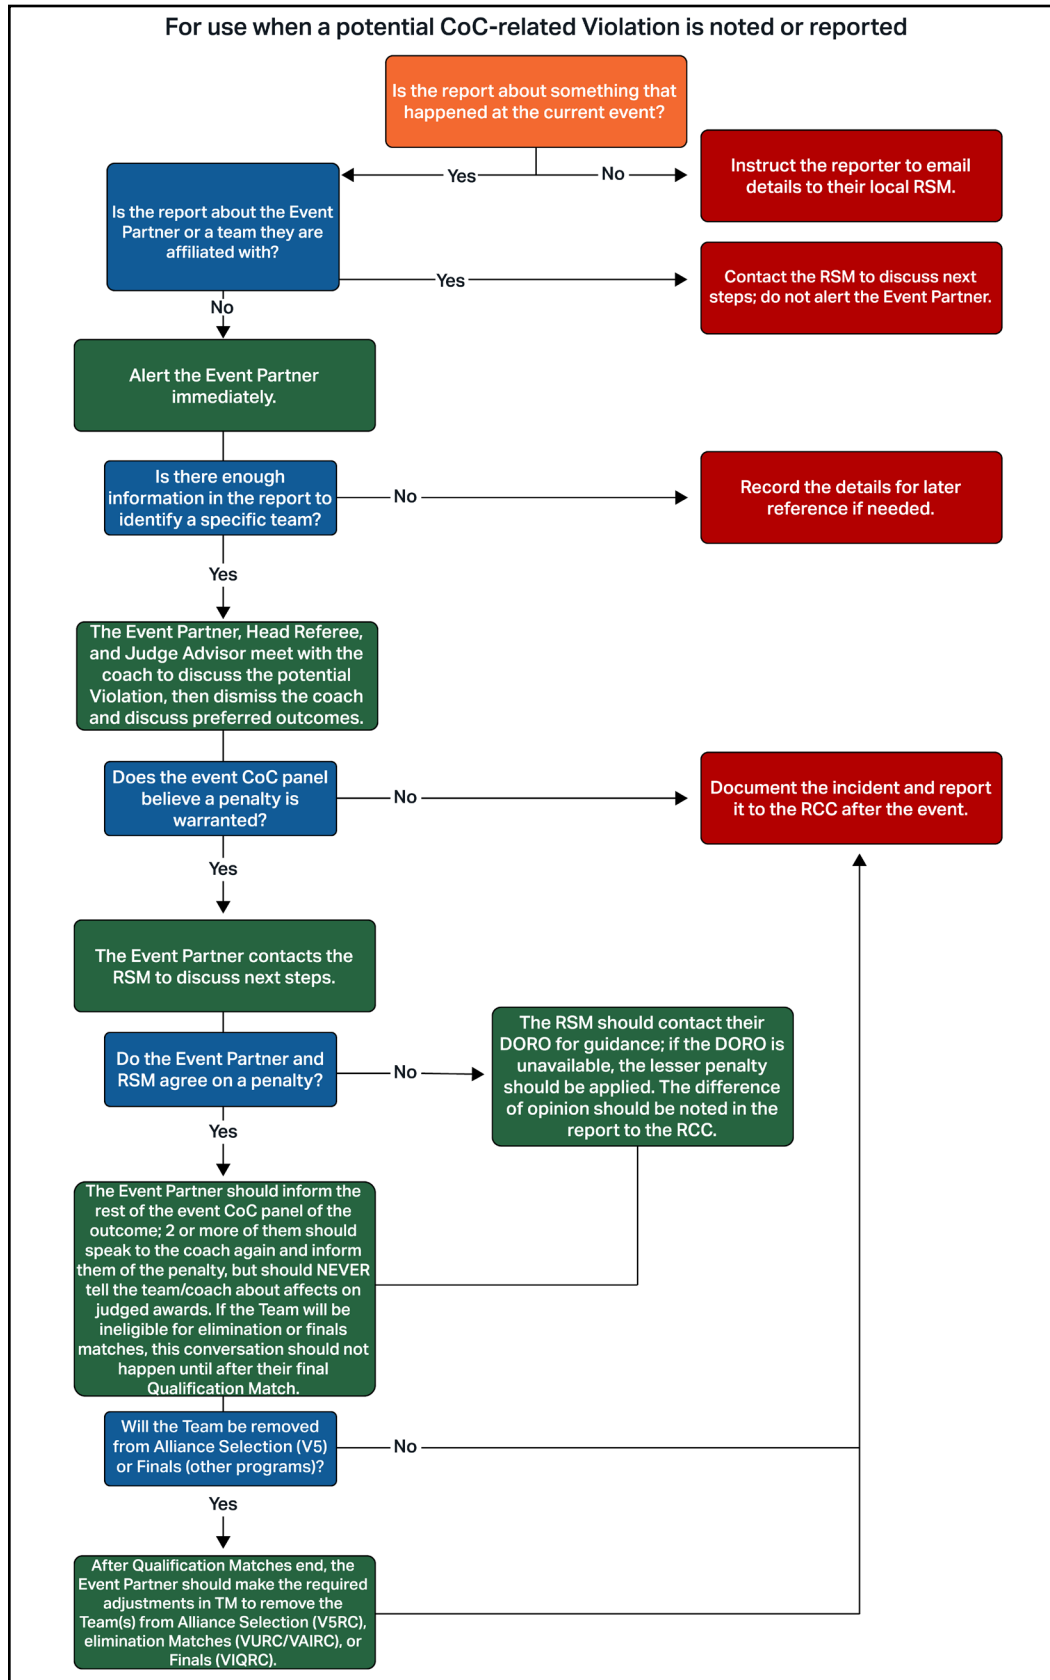 For use when a potential CoC-related Violation is noted or reported
Is the report about something that
happened at the current event?
Yes
No
Instruct the reporter to email
details to their local RSM.
Is the report about the Event
Partner or a team they are
affiliated with?
Yes
Contact the RSM to discuss next
steps; do not alert the Event Partner.
No
Alert the Event Partner
immediately.
Is there enough
information in the report to
identify a specific team?
No
Record the details for later
reference if needed.
Yes
The Event Partner, Head Referee,
and Judge Advisor meet with the
coach to discuss the potential
Violation, then dismiss the coach
and discuss preferred outcomes.
Does the event CoC panel
believe a penalty is
warranted?
No
Document the incident and report
it to the RCC after the event.
Yes
The Event Partner contacts the
RSM to discuss next steps.
Do the Event Partner and
RSM agree on a penalty?
No
The RSM should contact their
DORO for guidance; if the DORO is
unavailable, the lesser penalty
should be applied. The difference
of opinion should be noted in the
report to the RCC.
Yes
The Event Partner should inform the
rest of the event CoC panel of the
outcome; 2 or more of them should
speak to the coach again and inform
them of the penalty, but should NEVER
tell the team/coach about affects on
judged awards. If the Team will be
ineligible for elimination or finals
matches, this conversation should not
happen until after their final
Qualification Match.
Will the Team be removed
from Alliance Selection (V5)
or Finals (other programs)?
No
Yes
After Qualification Matches end, the
Event Partner should make the required
adjustments in TM to remove the
Team(s) from Alliance Selection (V5RC),
elimination Matches (VURC/VAIRC), or
Finals (VIQRC).